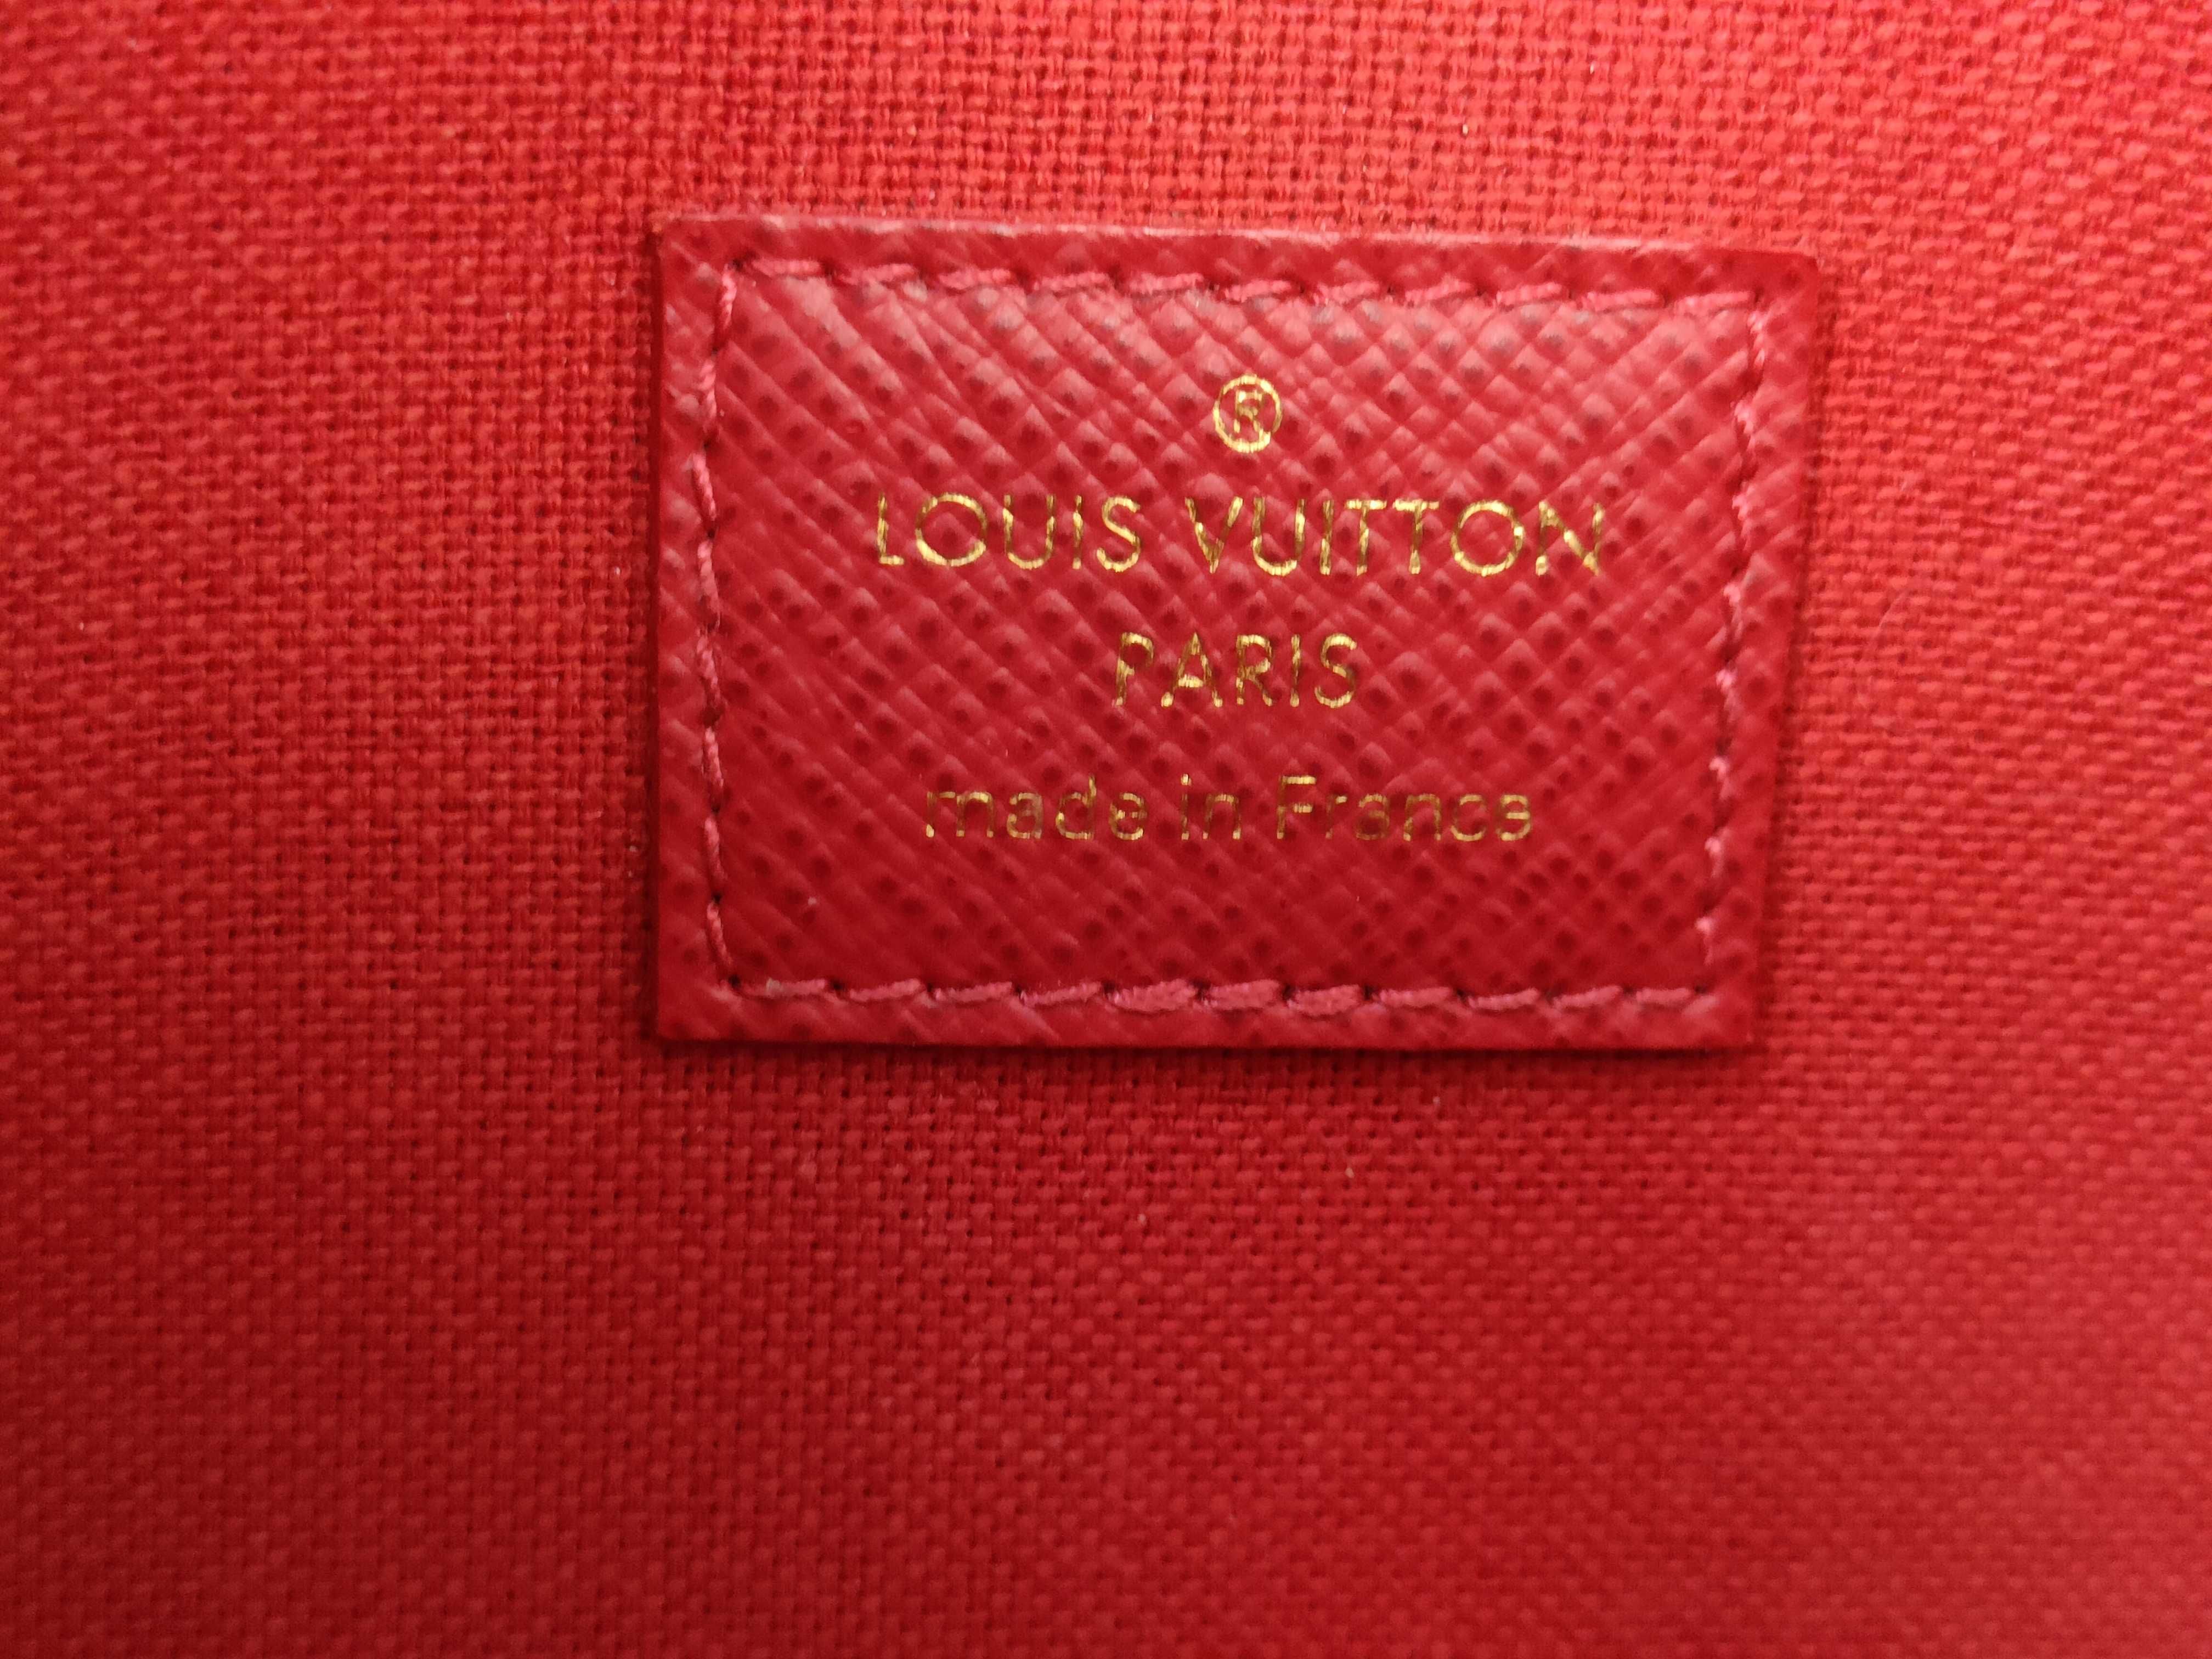 ®
LOUIS VUITTON
PARIS
made in France